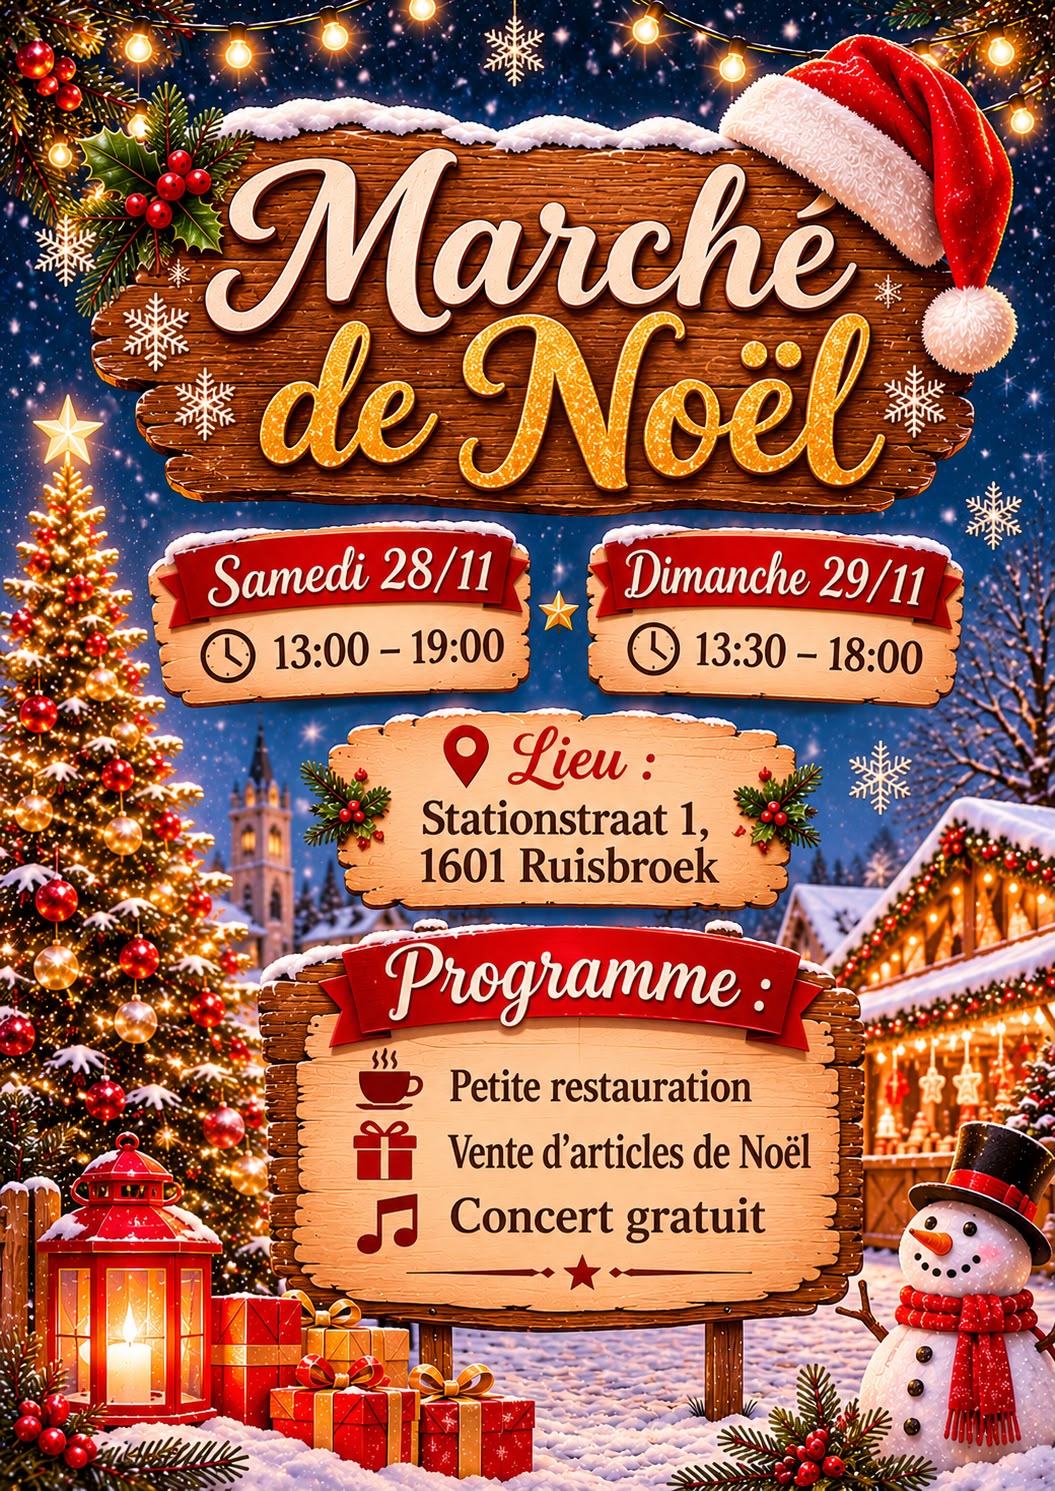 Marché
de Noël
Samedi 28/11
13:00 – 19:00
Dimanche 29/11
13:30 – 18:00
Lieu :
Stationstraat 1,
1601 Ruisbroek
Programme :
Petite restauration
Vente d’articles de Noël
Concert gratuit